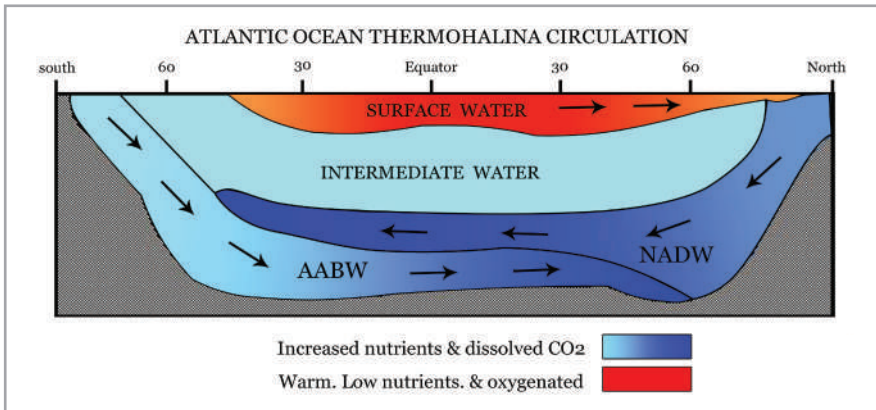 ATLANTIC OCEAN THERMOHALINA CIRCULATION
south 60 30 Equator 30 60 North
SURFACE WATER
INTERMEDIATE WATER
NADW
AABW
Increased nutrients & dissolved CO2
Warm. Low nutrients. & oxygenated